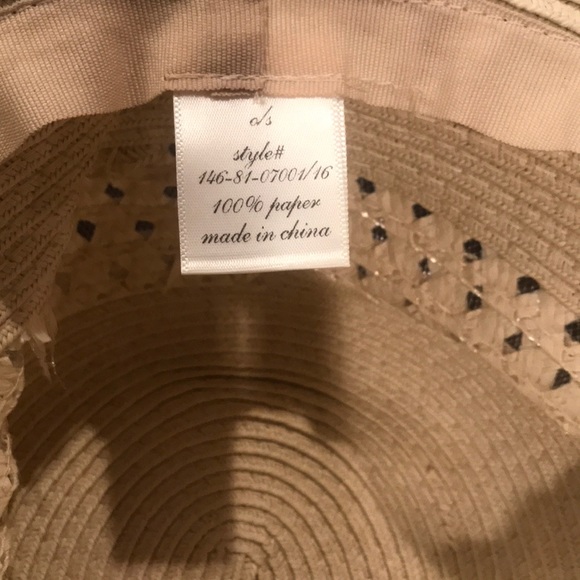 o/s
style#
146-81-07001/16
100% paper
made in china